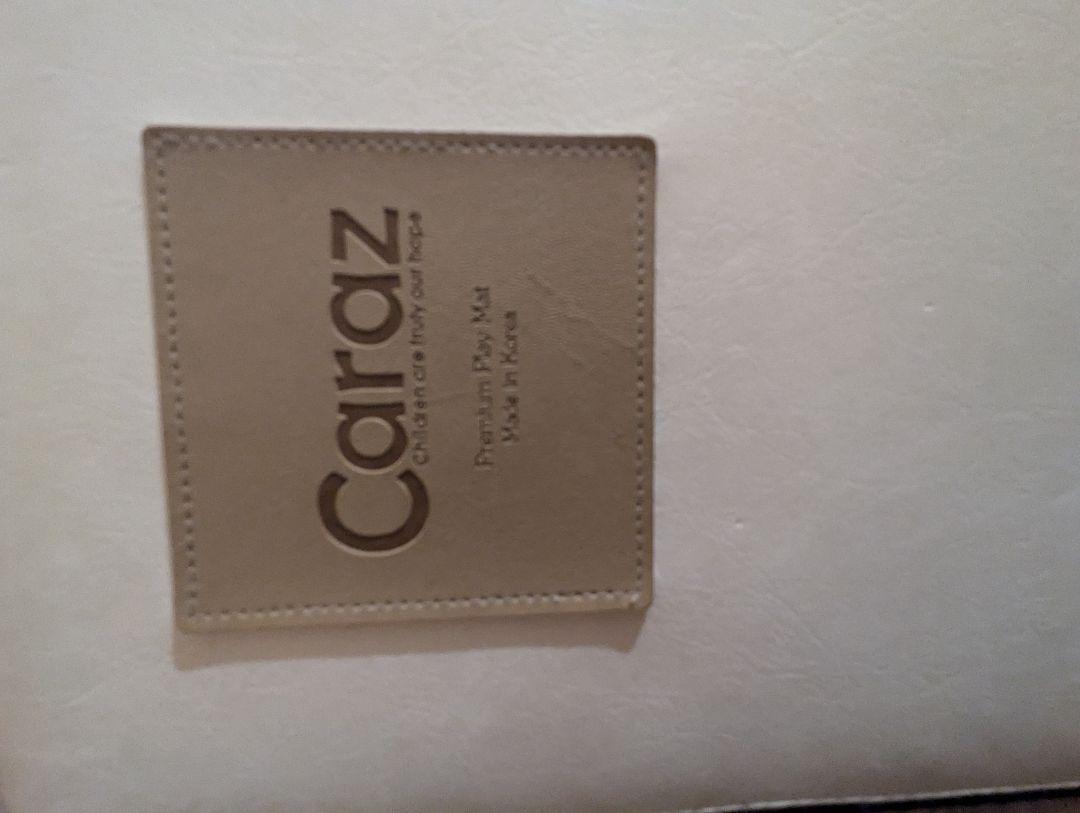 Caraz
Children are truly our hope
Premium Play Mat
Made in Korea